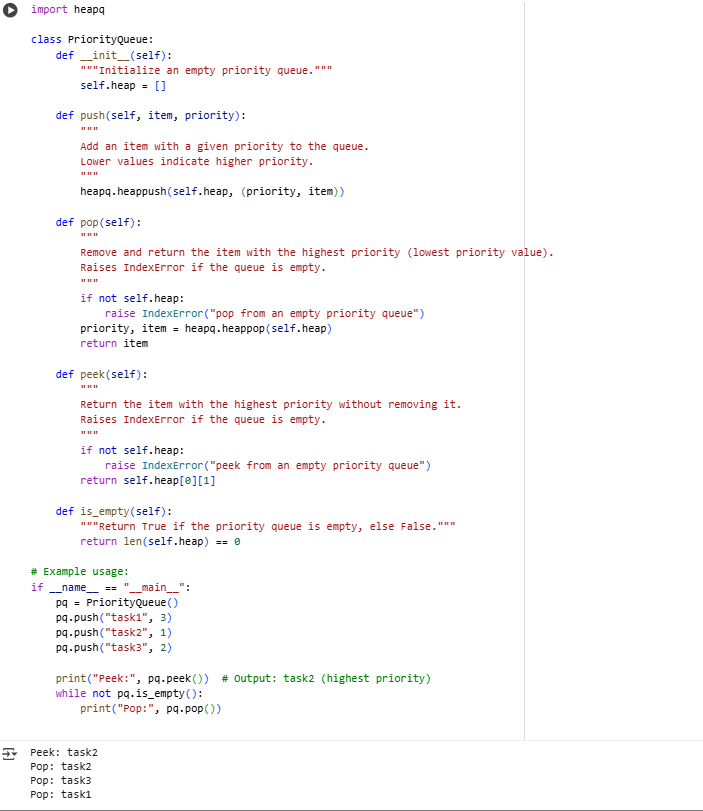 import heapq

class PriorityQueue:
    def __init__(self):
        """Initialize an empty priority queue."""
        self.heap = []

    def push(self, item, priority):
        """
        Add an item with a given priority to the queue.
        Lower values indicate higher priority.
        """
        heapq.heappush(self.heap, (priority, item))

    def pop(self):
        """
        Remove and return the item with the highest priority (lowest priority value).
        Raises IndexError if the queue is empty.
        """
        if not self.heap:
            raise IndexError("pop from an empty priority queue")
        priority, item = heapq.heappop(self.heap)
        return item

    def peek(self):
        """
        Return the item with the highest priority without removing it.
        Raises IndexError if the queue is empty.
        """
        if not self.heap:
            raise IndexError("peek from an empty priority queue")
        return self.heap[0][1]

    def is_empty(self):
        """Return True if the priority queue is empty, else False."""
        return len(self.heap) == 0

# Example usage:
if __name__ == "__main__":
    pq = PriorityQueue()
    pq.push("task1", 3)
    pq.push("task2", 1)
    pq.push("task3", 2)

    print("Peek:", pq.peek())  # Output: task2 (highest priority)
    while not pq.is_empty():
        print("Pop:", pq.pop())

Peek: task2
Pop: task2
Pop: task3
Pop: task1